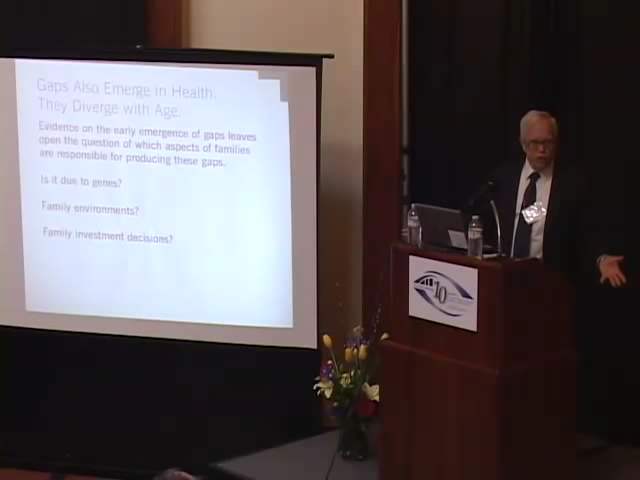 Gaps Also Emerge in Health.
They Diverge with Age.
Evidence on the early emergence of gaps leaves
open the question of which aspects of families
are responsible for producing these gaps.
Is it due to genes?
Family environments?
Family investment decisions?
10